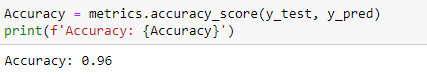 Accuracy = metrics.accuracy_score(y_test, y_pred)
print(f'Accuracy: {Accuracy}')
Accuracy: 0.96